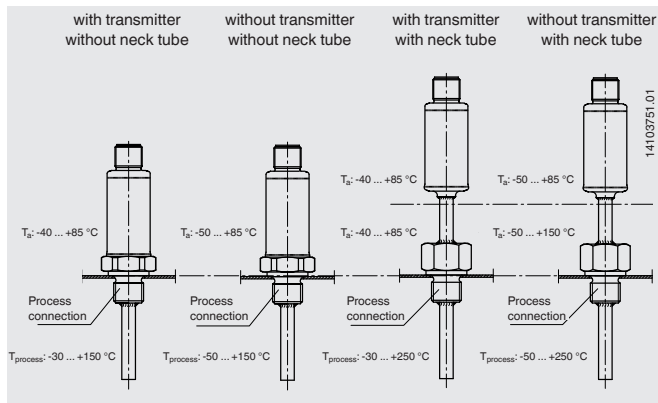 with transmitter
without neck tube
without transmitter
without neck tube
with transmitter
with neck tube
without transmitter
with neck tube
14103751.01
Tₐ: -40 ... +85 °C
Tₐ: -50 ... +85 °C
Tₐ: -40 ... +85 °C
Tₐ: -50 ... +85 °C
Tₐ: -40 ... +85 °C
Tₐ: -50 ... +150 °C
Process
connection
Process
connection
Process
connection
Process
connection
Tprocess: -30 ... +150 °C
Tprocess: -50 ... +150 °C
Tprocess: -30 ... +250 °C
Tprocess: -50 ... +250 °C